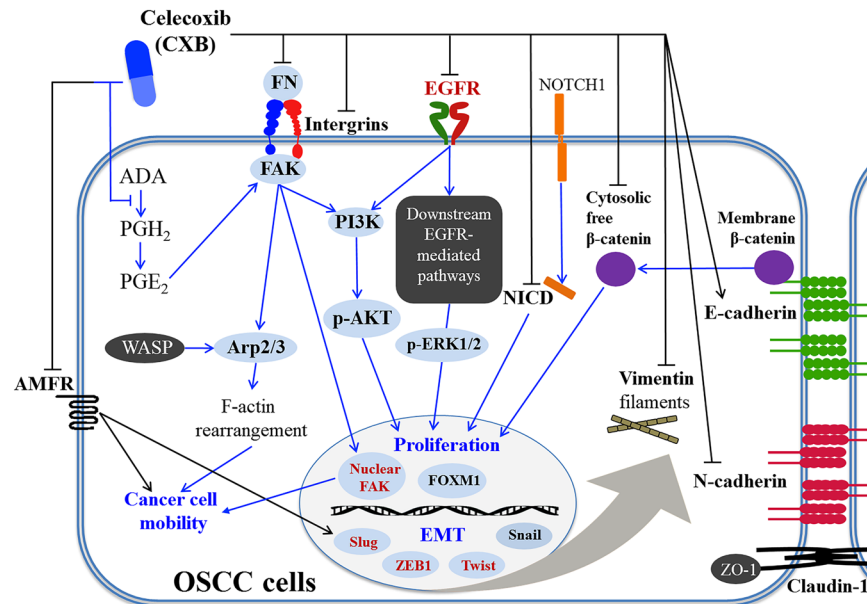 Celecoxib
(CXB)
FN
EGFR
NOTCH1
Intergrins
FAK
ADA
PGH2
PGE2
PI3K
Downstream
EGFR-
mediated
pathways
Cytosolic
free
β-catenin
Membrane
β-catenin
NICD
E-cadherin
p-AKT
WASP
Arp2/3
p-ERK1/2
AMFR
Vimentin
filaments
F-actin
rearrangement
Proliferation
Nuclear
FAK
FOXM1
N-cadherin
Cancer cell
mobility
EMT
Snail
Slug
ZEB1
Twist
OSCC cells
ZO-1
Claudin-1